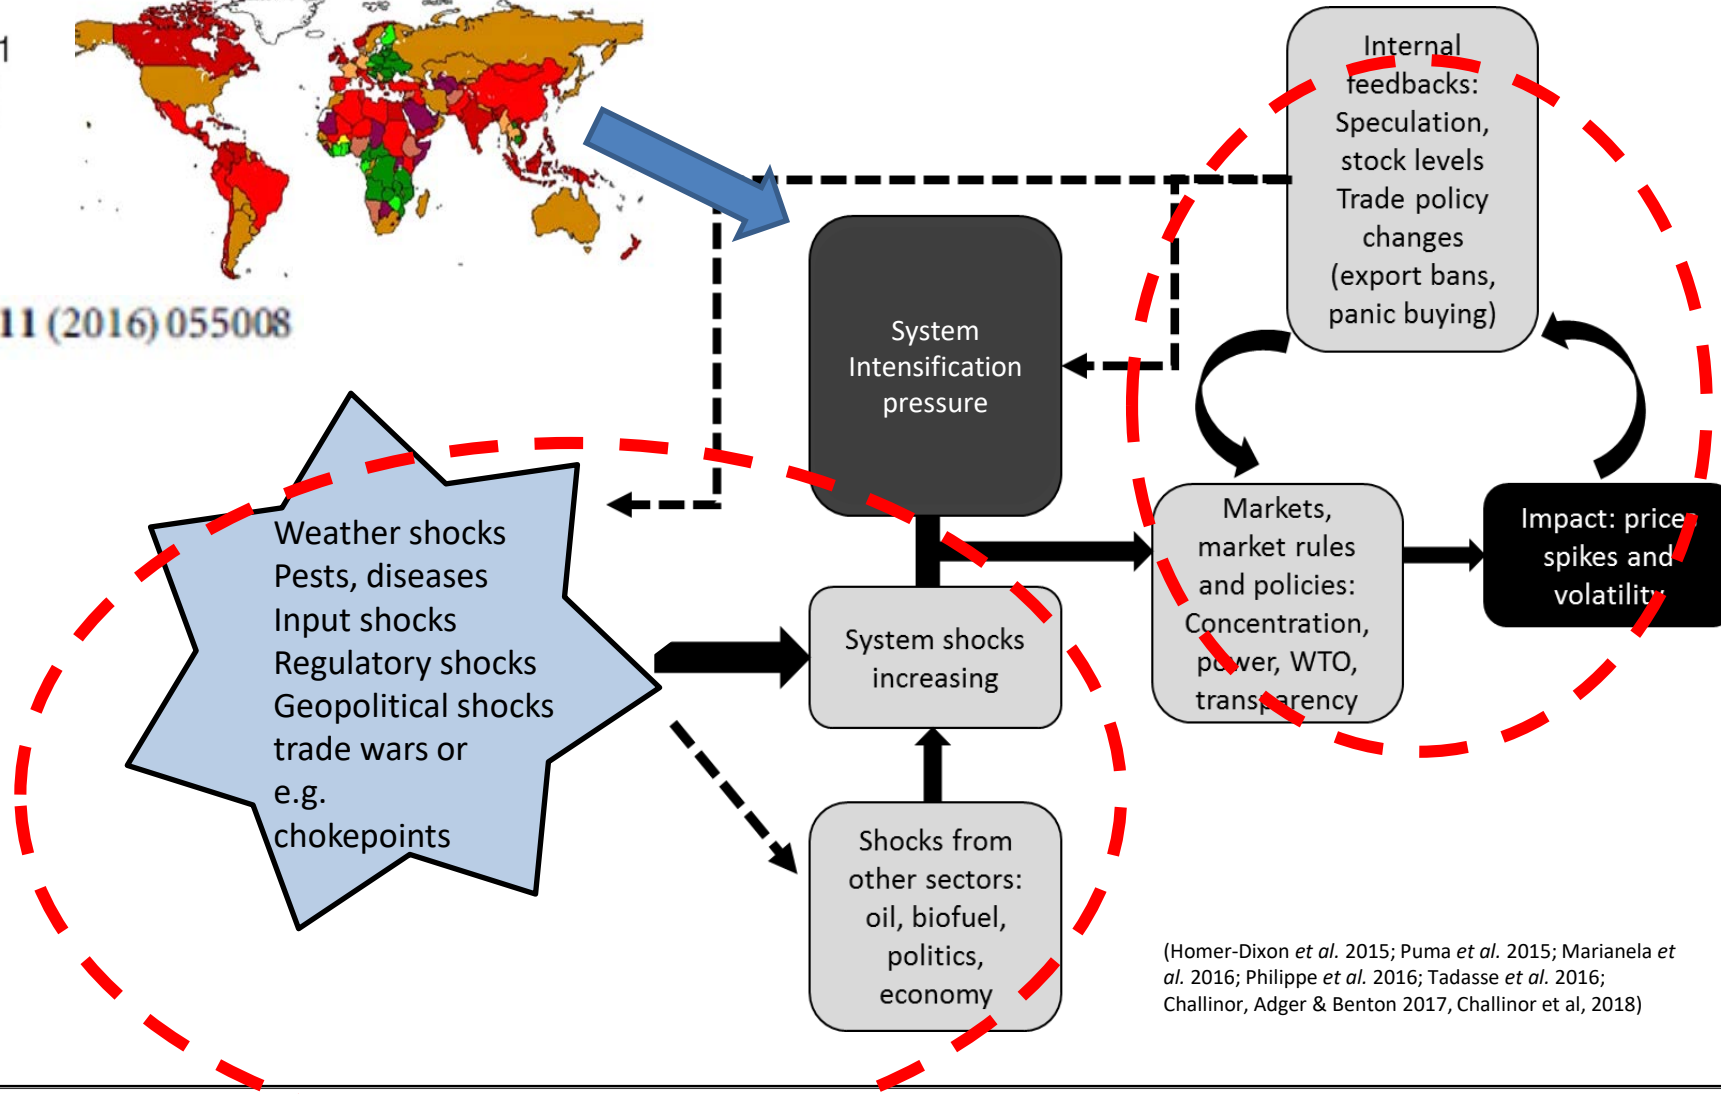 1
11 (2016) 055008
Internal
feedbacks:
Speculation,
stock levels
Trade policy
changes
(export bans,
panic buying)
System
Intensification
pressure
Weather shocks
Pests, diseases
Input shocks
Regulatory shocks
Geopolitical shocks
trade wars or
e.g.
chokepoints
Markets,
market rules
and policies:
Concentration,
power, WTO,
transparency
Impact: price
spikes and
volatility
System shocks
increasing
Shocks from
other sectors:
oil, biofuel,
politics,
economy
(Homer-Dixon et al. 2015; Puma et al. 2015; Marianela et
al. 2016; Philippe et al. 2016; Tadasse et al. 2016;
Challinor, Adger & Benton 2017, Challinor et al, 2018)